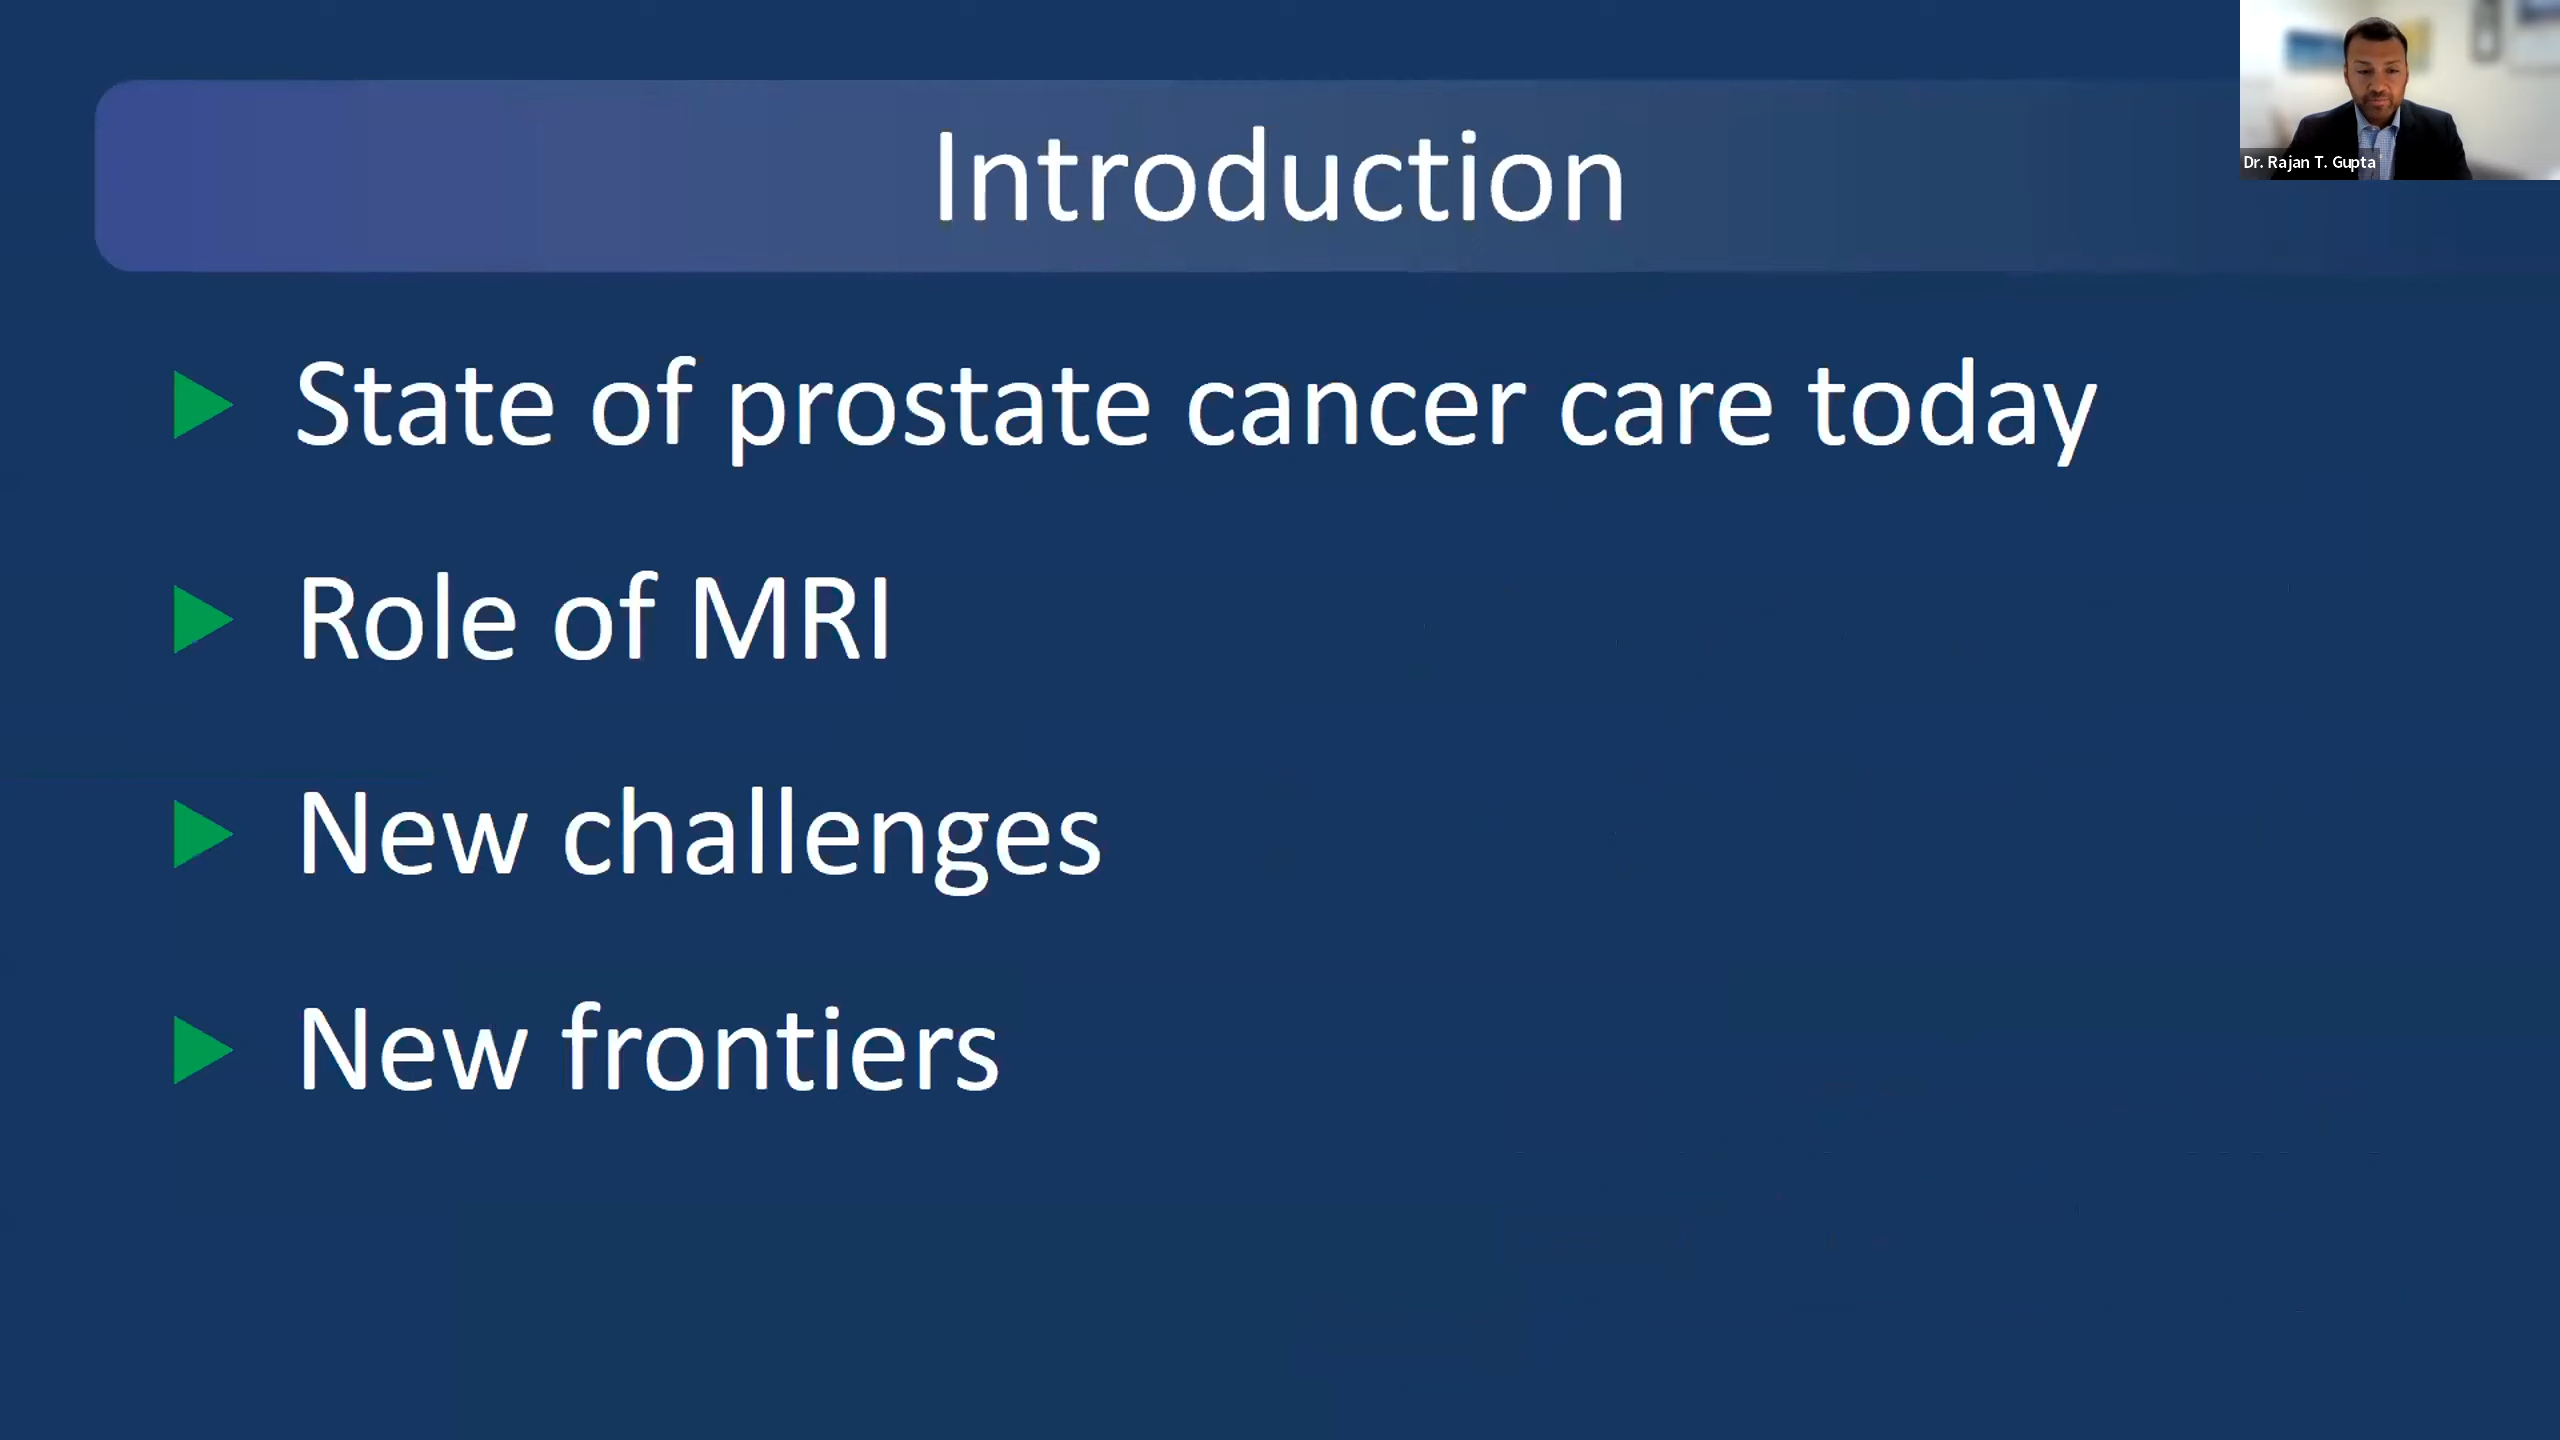 Introduction
Dr. Rajan T. Gupta
State of prostate cancer care today
Role of MRI
New challenges
New frontiers